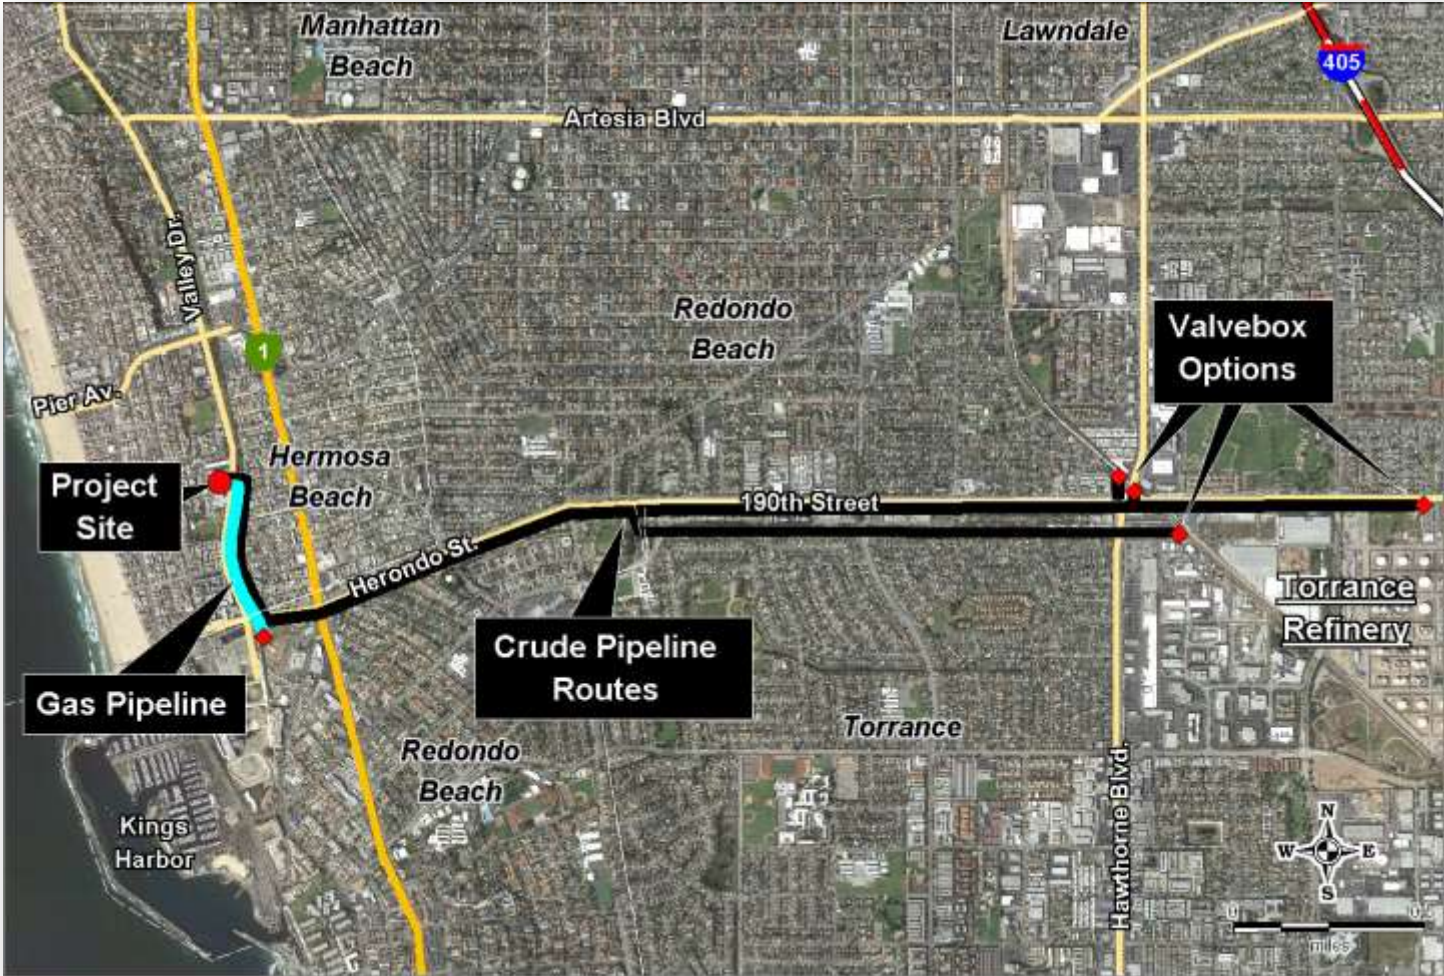 Manhattan
Beach
Lawndale
405
Artesia Blvd
Valley Dr.
Redondo
Beach
Valvebox
Options
1
Pier Av.
Hermosa
Beach
Project
Site
190th Street
Herondo St.
Torrance
Refinery
Crude Pipeline
Routes
Gas Pipeline
Torrance
Redondo
Beach
Hawthorne Blvd.
Kings
Harbor
N
W
E
S
0
miles